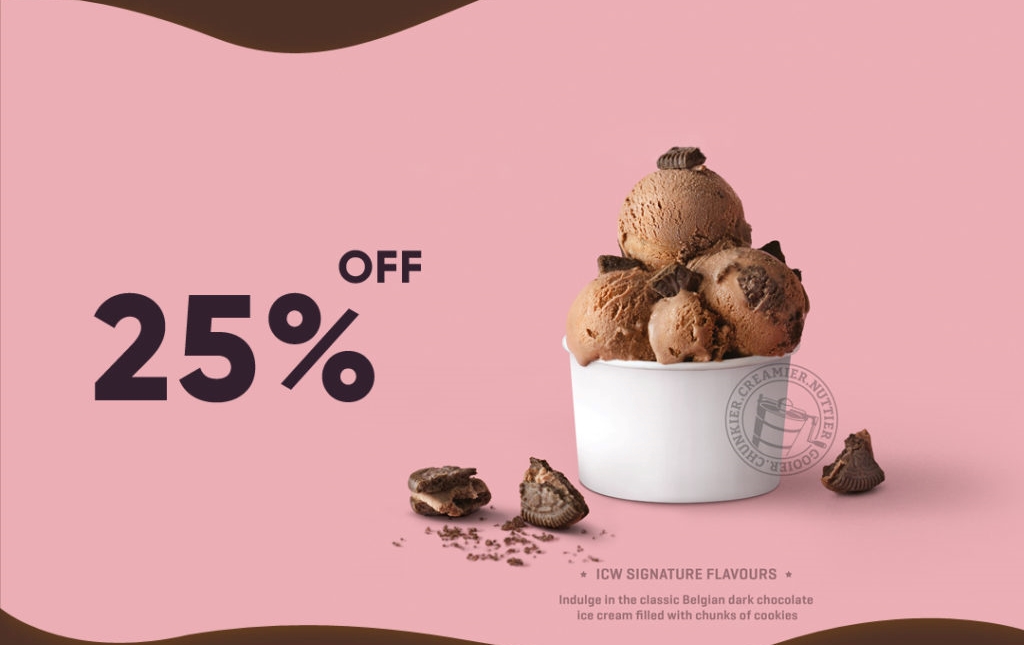 OFF
25%
CHUNKIER.CREAMIER.NUTTIER
GOOIER.
ICW SIGNATURE FLAVOURS
Indulge in the classic Belgian dark chocolate
ice cream filled with chunks of cookies